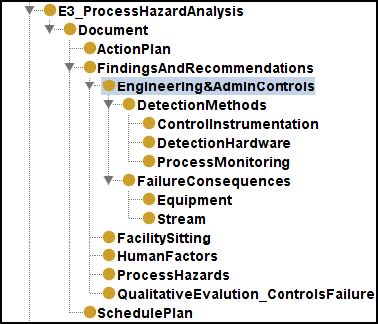 E3_ProcessHazardAnalysis
Document
ActionPlan
FindingsAndRecommendations
Engineering&AdminControls
DetectionMethods
ControlInstrumentation
DetectionHardware
ProcessMonitoring
FailureConsequences
Equipment
Stream
FacilitySitting
HumanFactors
ProcessHazards
QualitativeEvalution_ControlsFailure
SchedulePlan